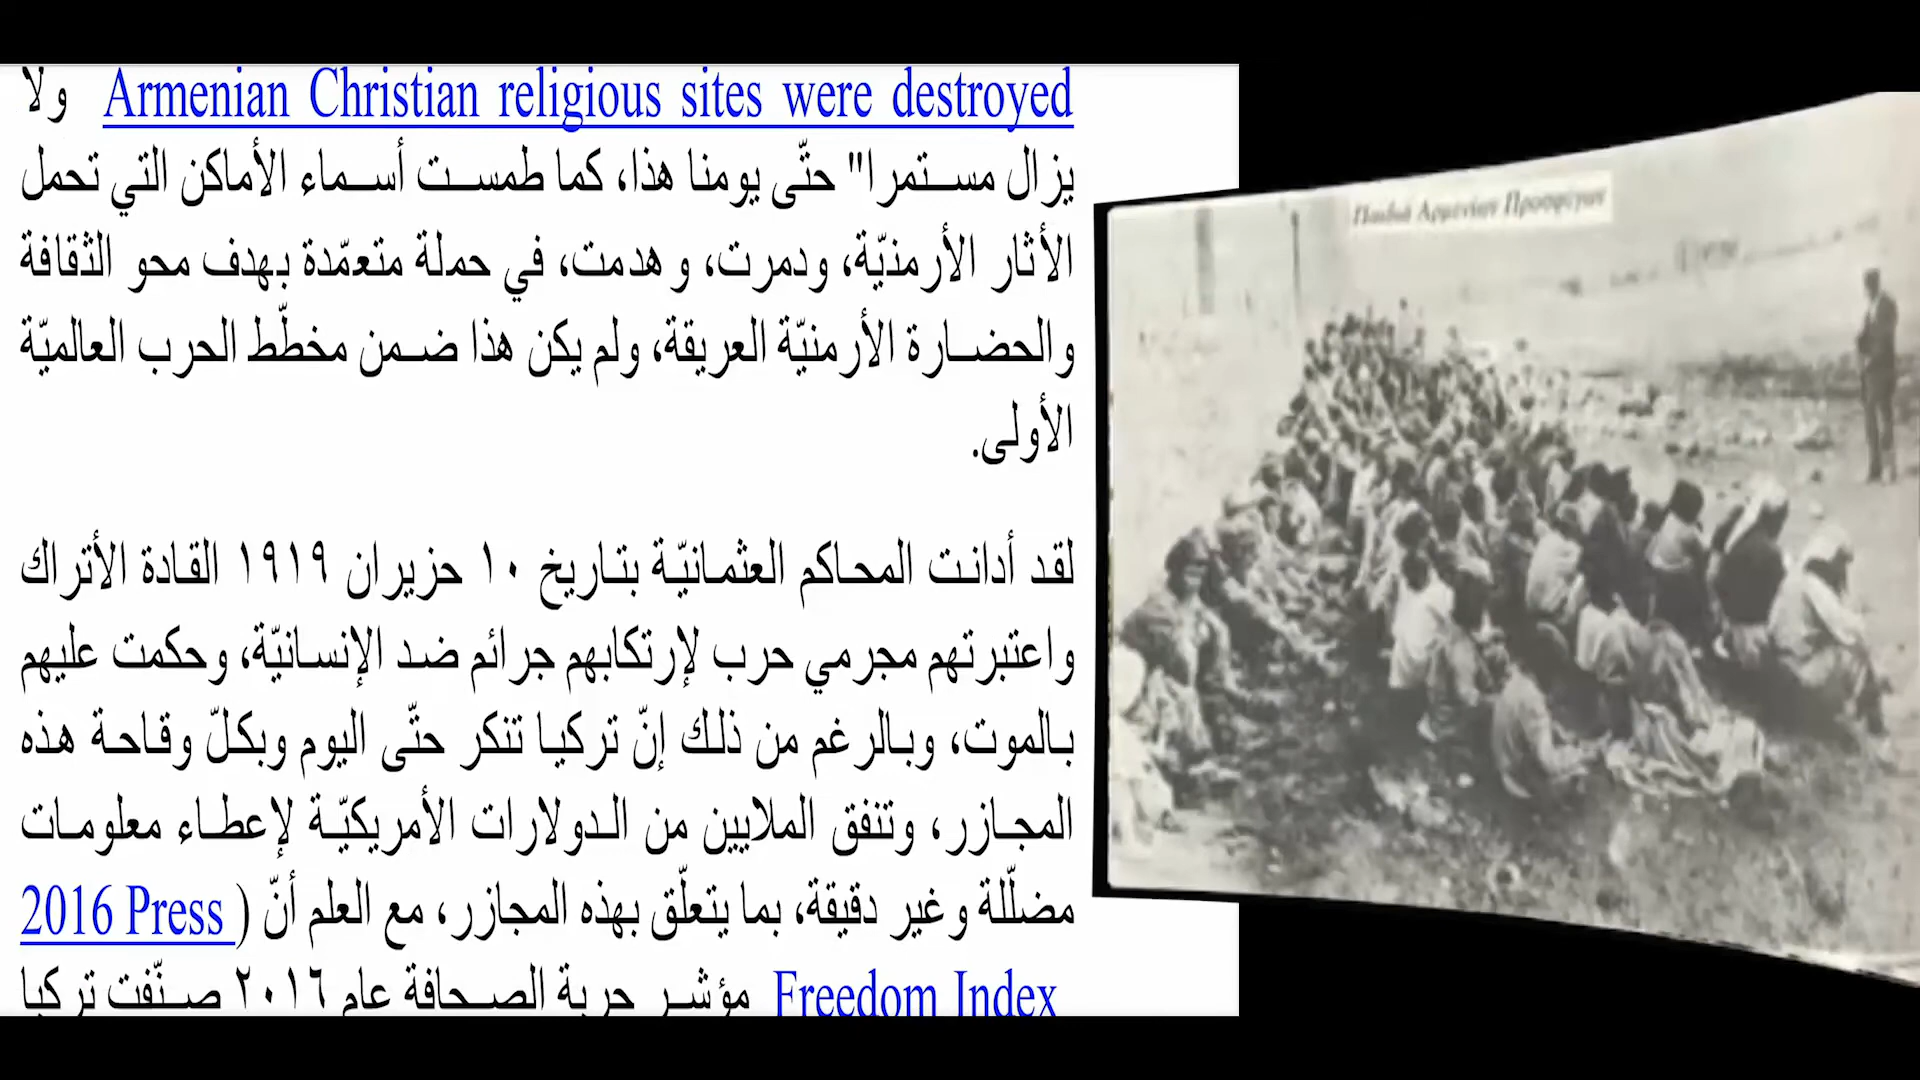 Armenian Christian religious sites were destroyed ولا
يزال مستمرا" حتّى يومنا هذا، كما طمست أسماء الأماكن التي تحمل
الأثار الأرمنيّة، ودمرت، وهدمت، في حملة متعمّدة بهدف محو الثقافة
والحضارة الأرمنيّة العريقة، ولم يكن هذا ضمن مخطّط الحرب العالميّة
الأولى.
لقد أدانت المحاكم العثمانيّة بتاريخ ١٠ حزيران ١٩١٩ القادة الأتراك
واعتبرتهم مجرمي حرب لإرتكابهم جرائم ضد الإنسانيّة، وحكمت عليهم
بالموت، وبالرغم من ذلك إنّ تركيا تنكر حتّى اليوم وبكلّ وقاحة هذه
المجازر، وتنفق الملايين من الدولارات الأمريكيّة لإعطاء معلومات
مضلّلة وغير دقيقة، بما يتعلّق بهذه المجازر، مع العلم أنّ (2016 Press
Freedom Index مؤشر حرية الصحافة عام ٢٠١٦ صنّفت تركيا
Παιδιά Αρμενίων Προσφύγων